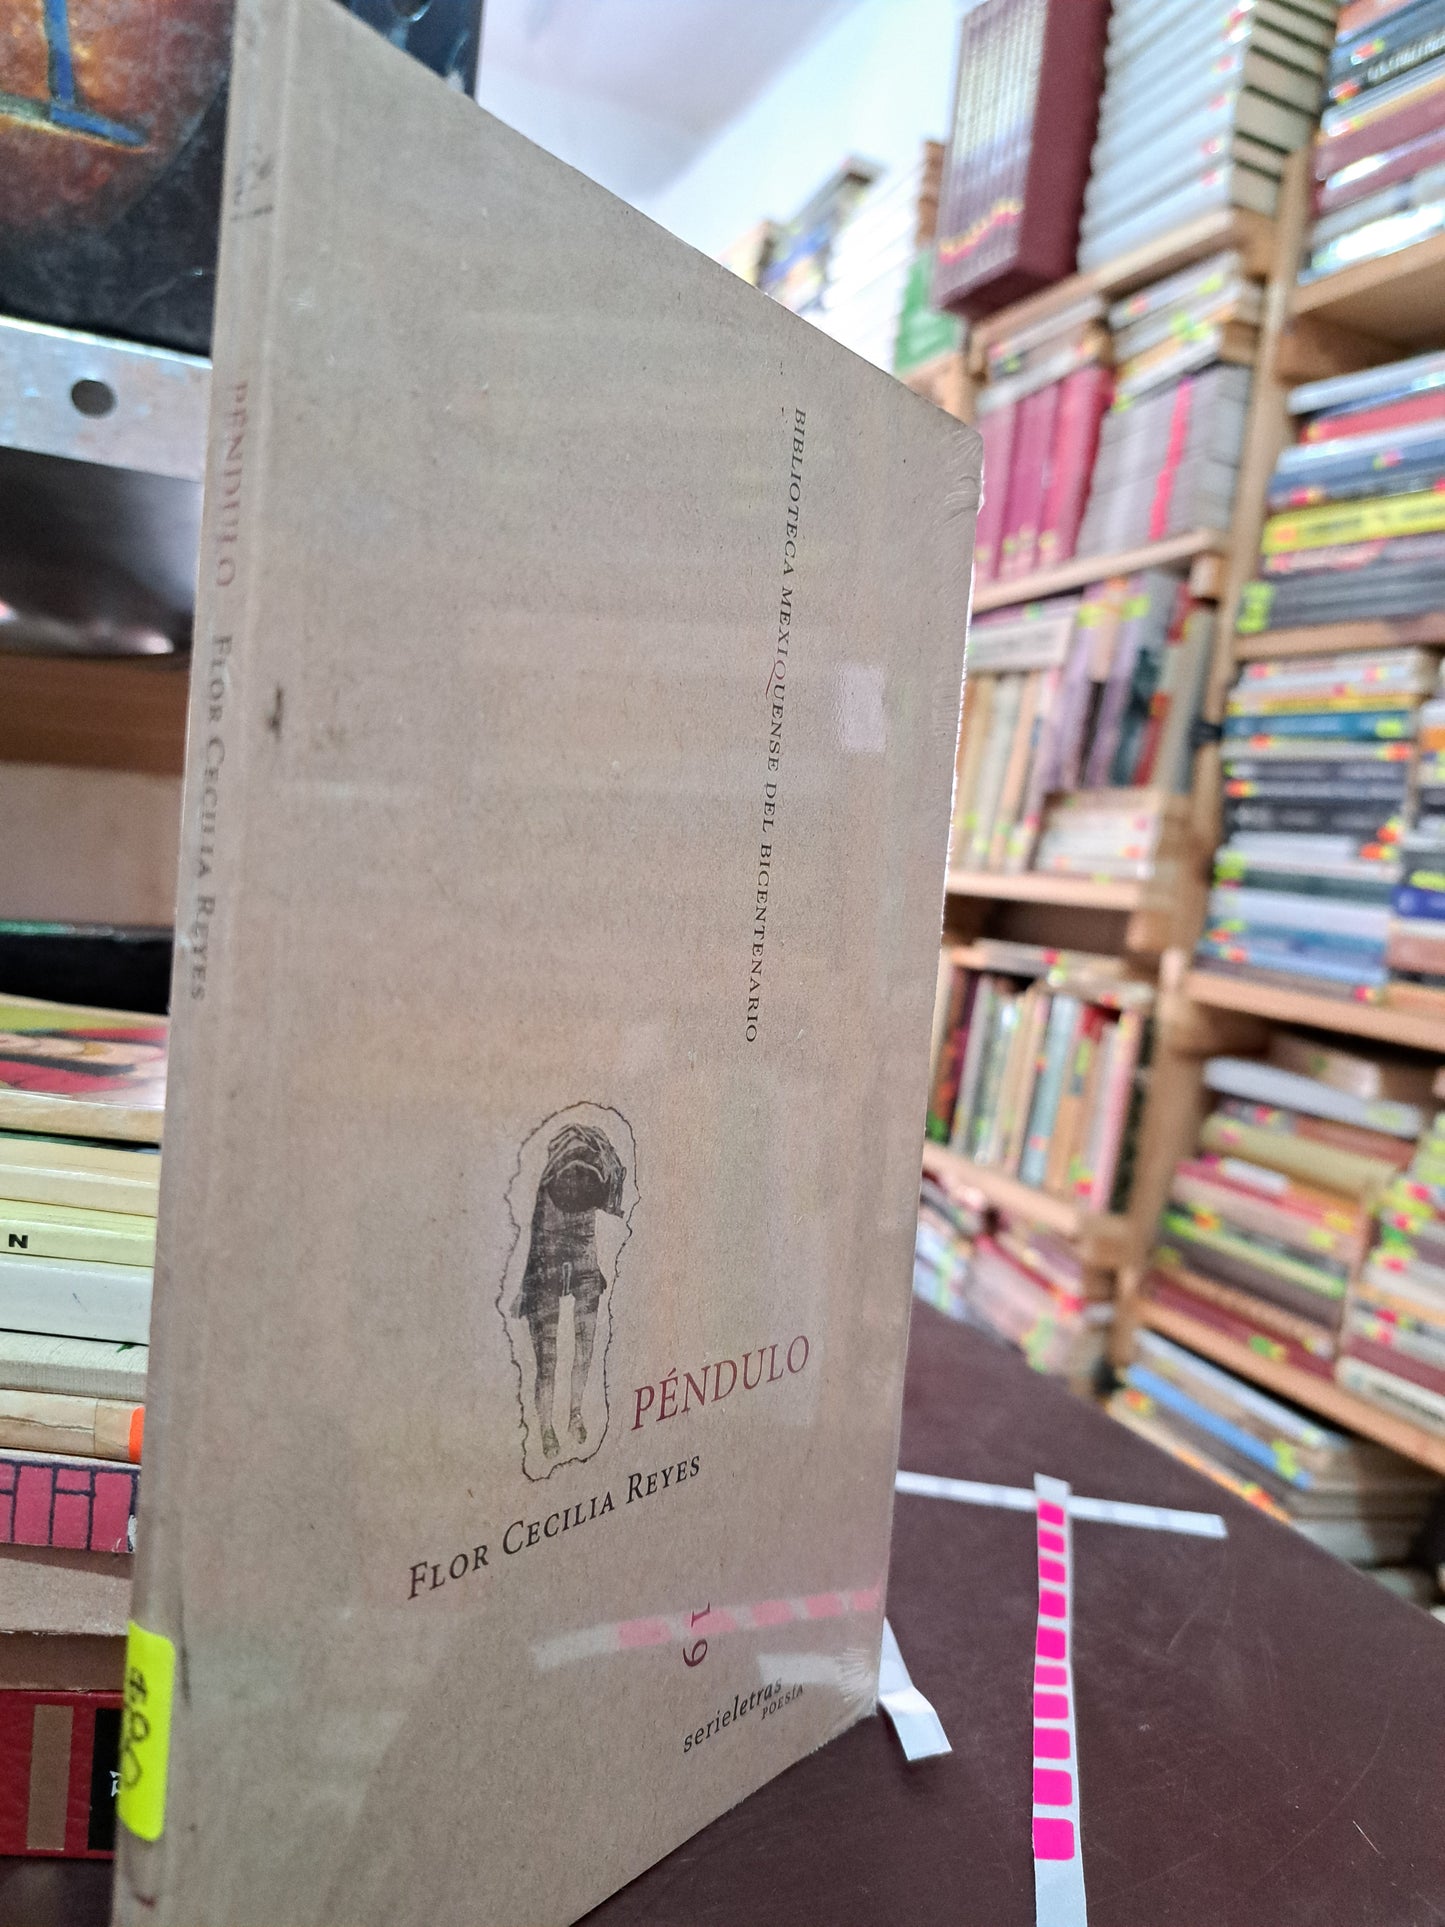 PÉNDULO FLOR CECILIA REYES
BIBLIOTECA MEXIQUENSE DEL BICENTENARIO
PÉNDULO
FLOR CECILIA REYES
19
serieletras
POESÍA
N